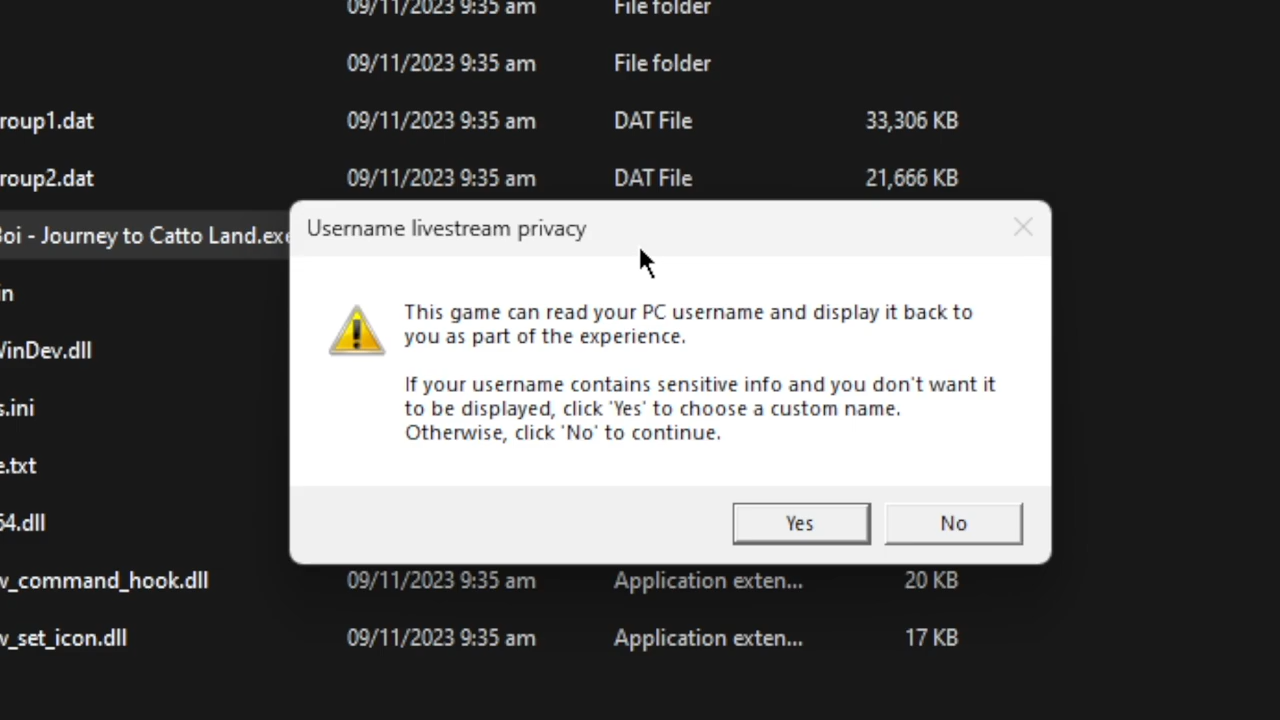 09/11/2023 9:35 am File folder
09/11/2023 9:35 am File folder
roup1.dat 09/11/2023 9:35 am DAT File 33,306 KB
roup2.dat 09/11/2023 9:35 am DAT File 21,666 KB
Boi - Journey to Catto Land.exe
Username livestream privacy
This game can read your PC username and display it back to
you as part of the experience.
If your username contains sensitive info and you don't want it
to be displayed, click 'Yes' to choose a custom name.
Otherwise, click 'No' to continue.
Yes No
in
WinDev.dll
s.ini
e.txt
64.dll
w_command_hook.dll 09/11/2023 9:35 am Application exten... 20 KB
w_set_icon.dll 09/11/2023 9:35 am Application exten... 17 KB